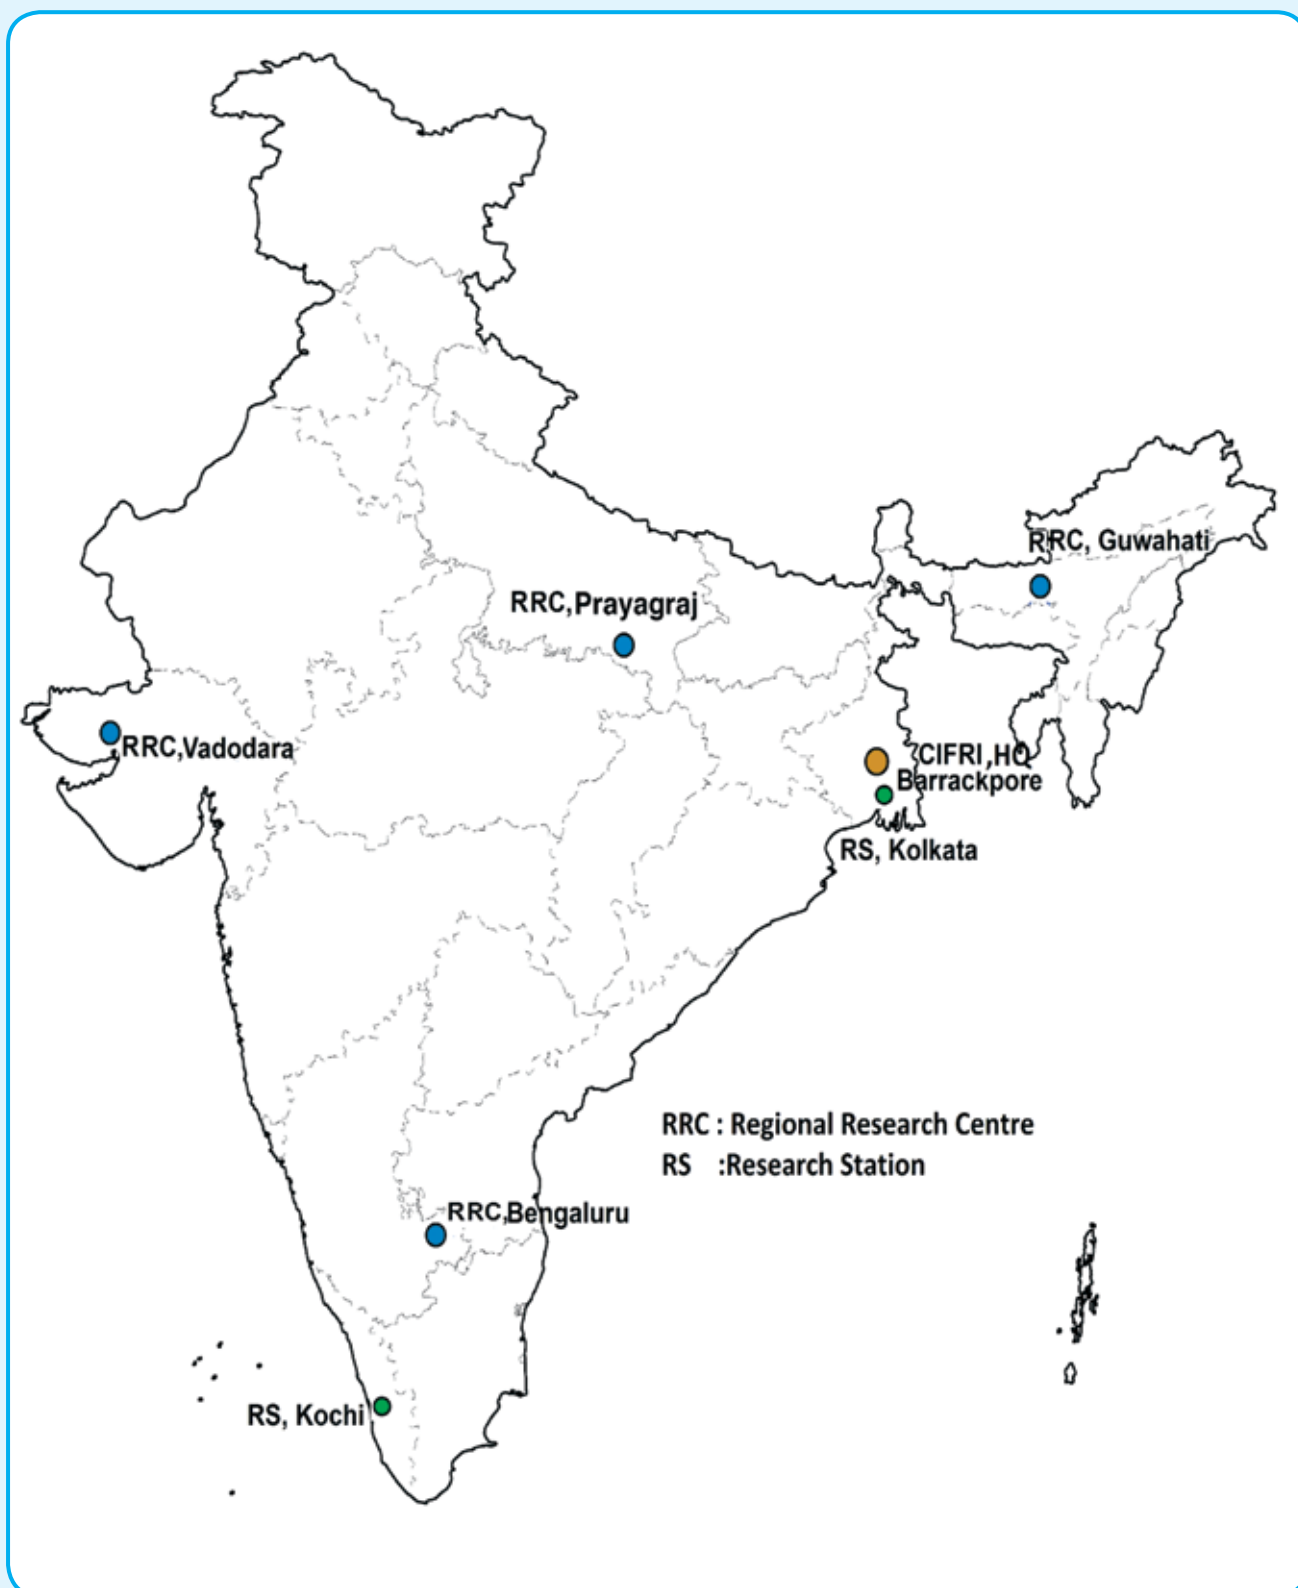 RRC, Guwahati
RRC,Prayagraj
RRC,Vadodara
CIFRI,HQ
Barrackpore
RS, Kolkata
RRC : Regional Research Centre
RS :Research Station
RRC,Bengaluru
RS, Kochi